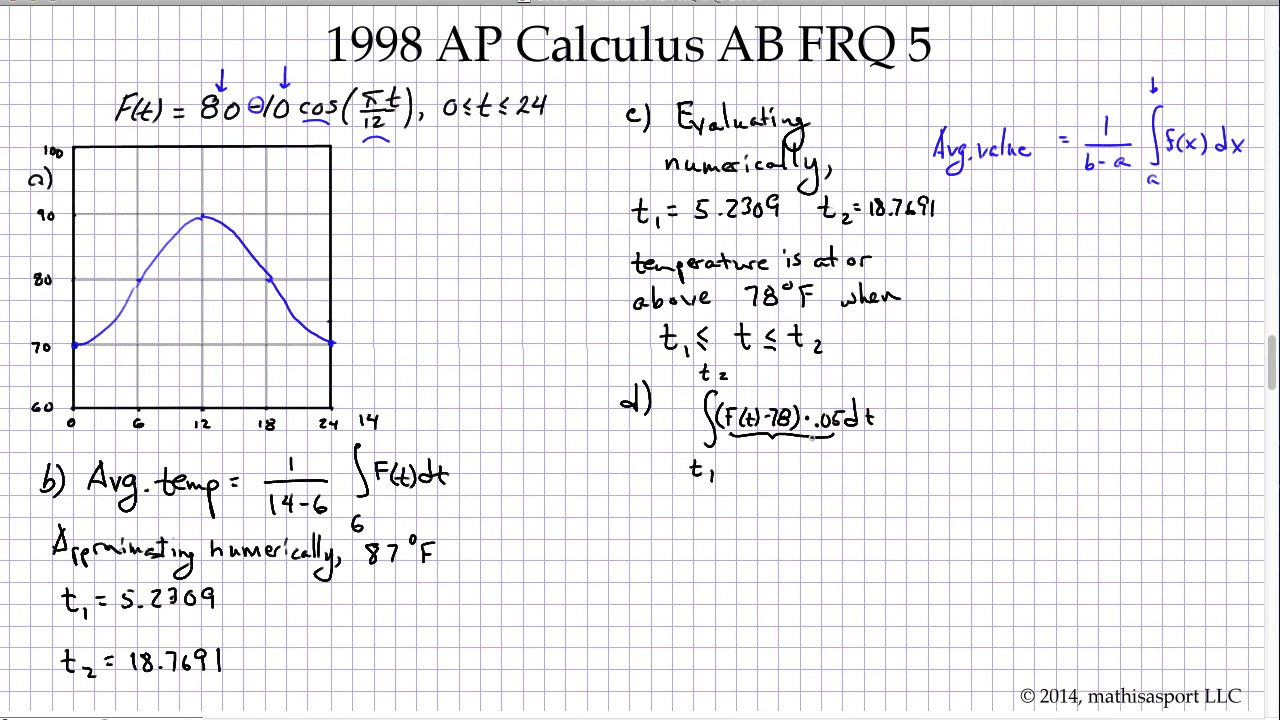 1998 AP Calculus AB FRQ 5
F(t) = 80 - 10 cos(πt/12), 0 ≤ t ≤ 24
a)
100
90
80
70
60
0 6 12 18 24
b) Avg. temp = 1/(14-6) ∫_6^14 F(t)dt
Approximating numerically, 87°F
t₁ = 5.2309
t₂ = 18.7691
c) Evaluating
numerically,
t₁ = 5.2309 t₂ = 18.7691
temperature is at or
above 78°F when
t₁ ≤ t ≤ t₂
d) ∫_t₁^t₂ (F(t)-78) · .05 dt
Avg. value = 1/(b-a) ∫_a^b f(x) dx
© 2014, mathisasport LLC